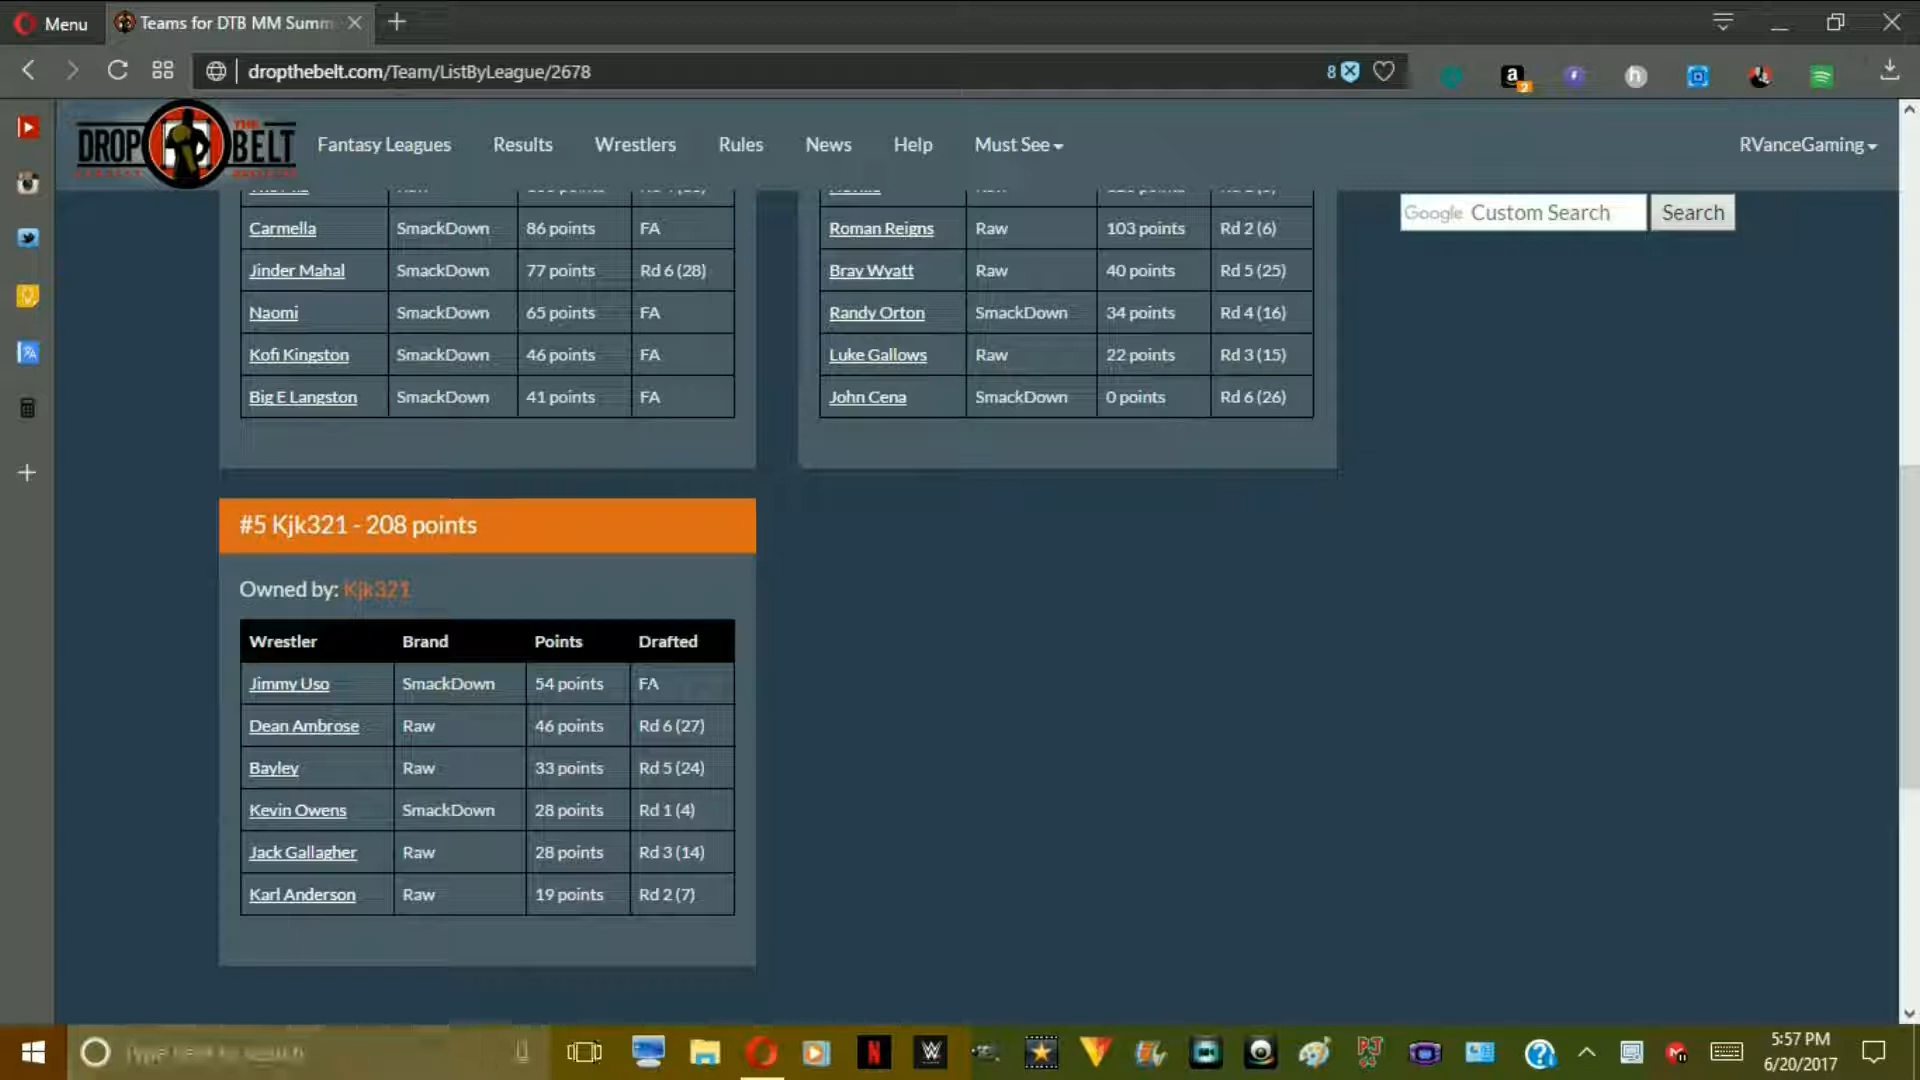 Menu
Teams for DTB MM Summ
8
dropthebelt.com/Team/ListByLeague/2678
2
DROP THE BELT
Fantasy Leagues Results Wrestlers Rules News Help Must See
RVanceGaming
Google Custom Search Search
Carmella SmackDown 86 points FA
Jinder Mahal SmackDown 77 points Rd 6 (28)
Naomi SmackDown 65 points FA
Kofi Kingston SmackDown 46 points FA
Big E Langston SmackDown 41 points FA
Roman Reigns Raw 103 points Rd 2 (6)
Bray Wyatt Raw 40 points Rd 5 (25)
Randy Orton SmackDown 34 points Rd 4 (16)
Luke Gallows Raw 22 points Rd 3 (15)
John Cena SmackDown 0 points Rd 6 (26)
#5 Kjk321 - 208 points
Owned by: Kjk321
Wrestler Brand Points Drafted
Jimmy Uso SmackDown 54 points FA
Dean Ambrose Raw 46 points Rd 6 (27)
Bayley Raw 33 points Rd 5 (24)
Kevin Owens SmackDown 28 points Rd 1 (4)
Jack Gallagher Raw 28 points Rd 3 (14)
Karl Anderson Raw 19 points Rd 2 (7)
Type here to search
5:57 PM
6/20/2017